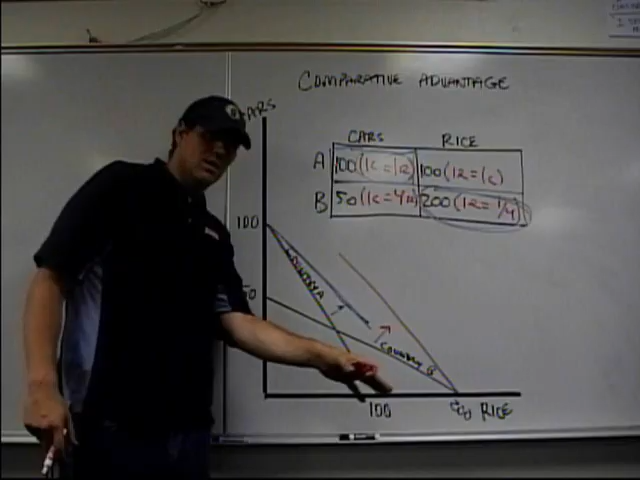 COMPARATIVE ADVANTAGE
CARS RICE
A 100 (1C = 1R) 100 (1R = 1C)
B 50 (1C = 4R) 200 (1R = 1/4)
CARS
100
50
COUNTRY A
COUNTRY B
100 200 RICE